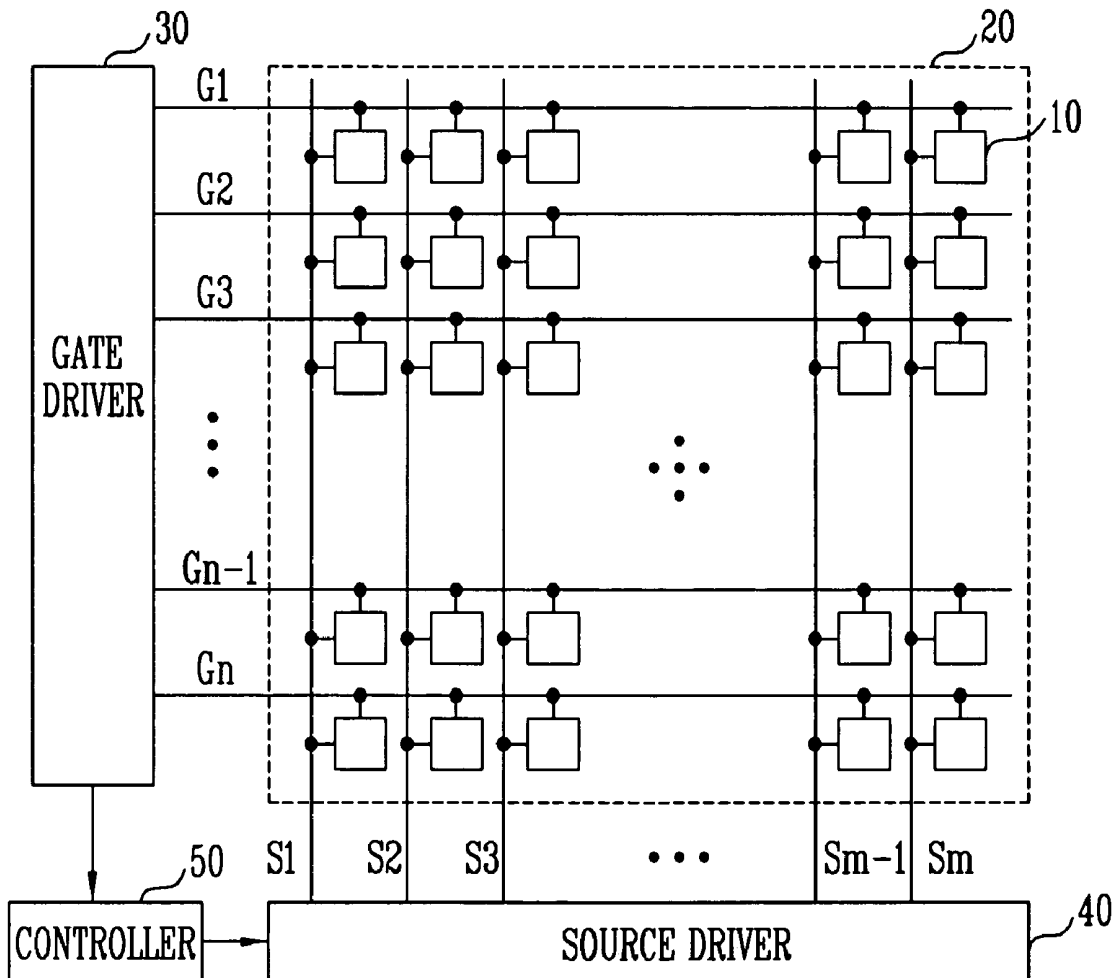 30
20
G1
10
G2
G3
GATE
DRIVER
Gn-1
Gn
S1 S2 S3 Sm-1 Sm
50
40
CONTROLLER
SOURCE DRIVER